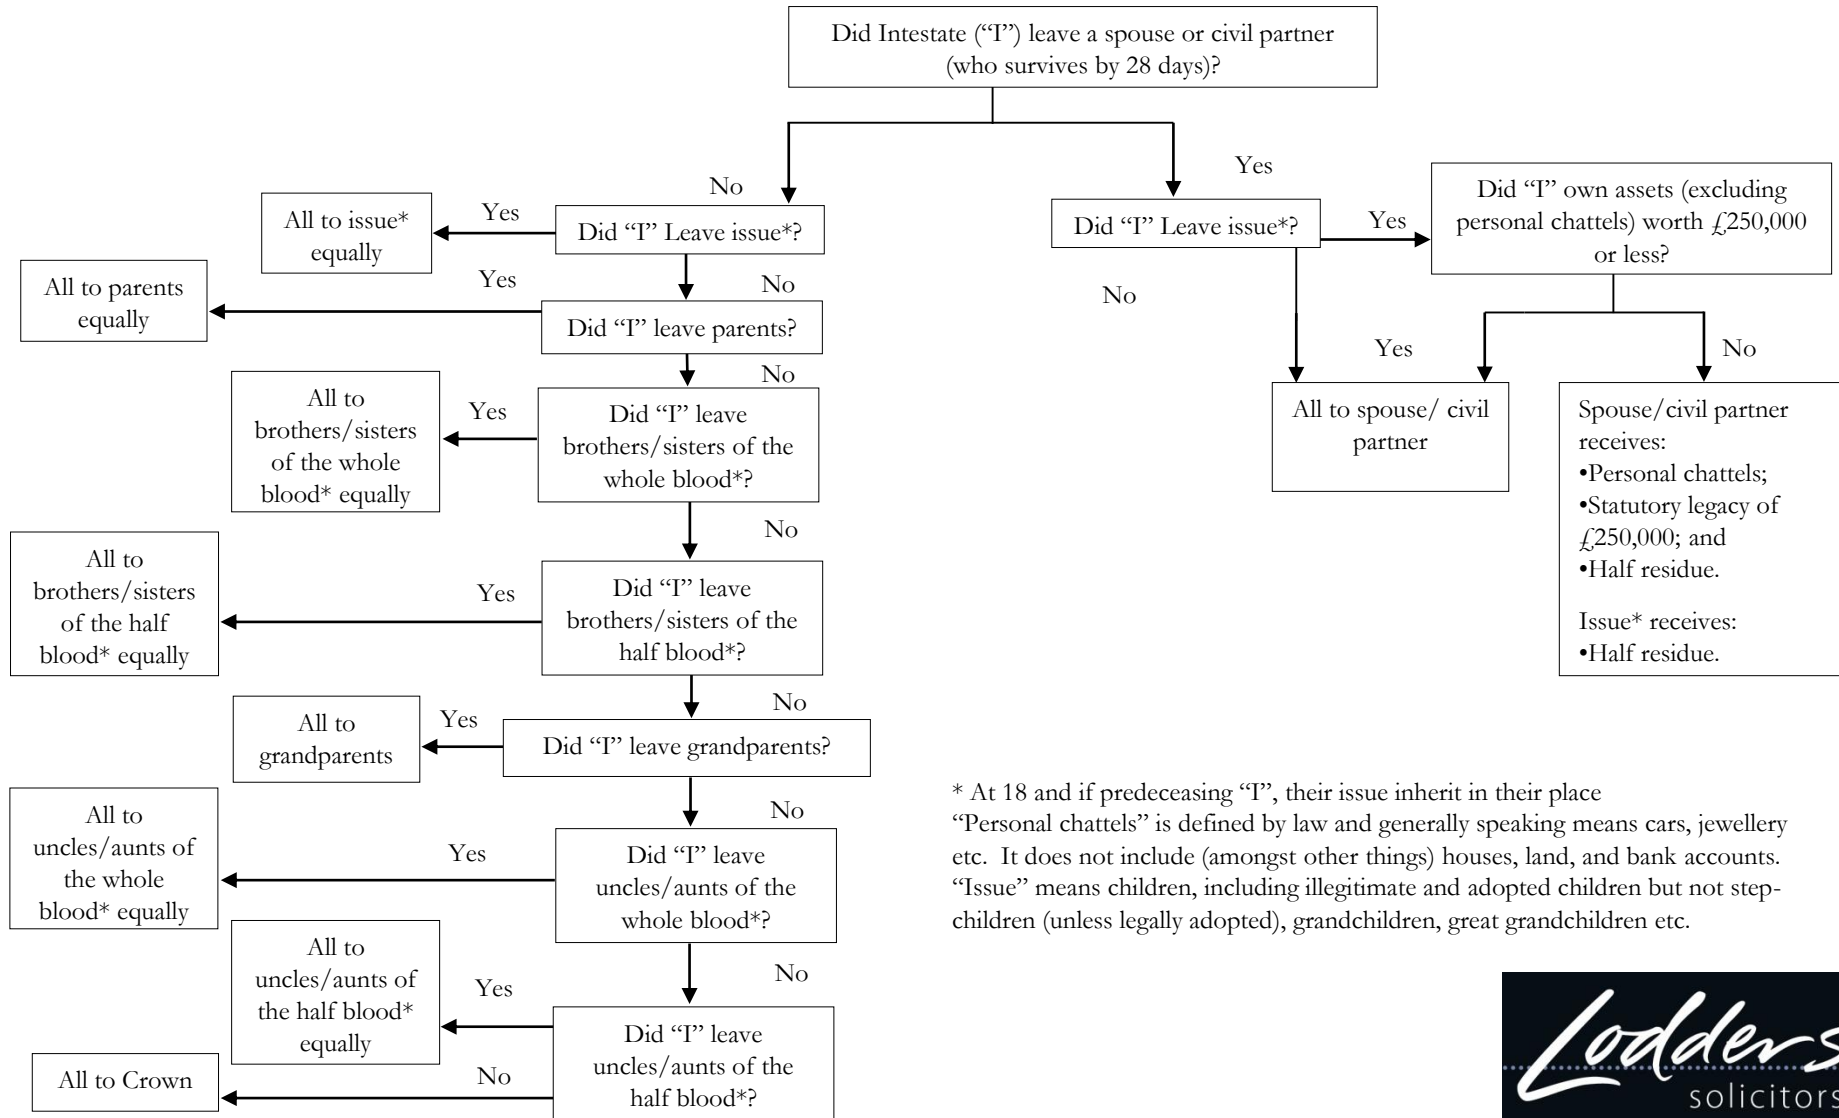 Did Intestate (“I”) leave a spouse or civil partner
(who survives by 28 days)?
No
Yes
Did “I” Leave issue*?
Yes
All to issue*
equally
No
Did “I” leave parents?
Yes
All to parents
equally
No
Did “I” leave
brothers/sisters of the
whole blood*?
Yes
All to
brothers/sisters
of the whole
blood* equally
No
Did “I” leave
brothers/sisters of the
half blood*?
Yes
All to
brothers/sisters
of the half
blood* equally
No
Did “I” leave grandparents?
Yes
All to
grandparents
No
Did “I” leave
uncles/aunts of the
whole blood*?
Yes
All to
uncles/aunts of
the whole
blood* equally
No
Did “I” leave
uncles/aunts of the
half blood*?
Yes
All to
uncles/aunts of
the half blood*
equally
No
All to Crown
Did “I” Leave issue*?
Yes
No
Did “I” own assets (excluding
personal chattels) worth £250,000
or less?
Yes
No
All to spouse/ civil
partner
Spouse/civil partner
receives:
•Personal chattels;
•Statutory legacy of
£250,000; and
•Half residue.
Issue* receives:
•Half residue.
* At 18 and if predeceasing “I”, their issue inherit in their place
“Personal chattels” is defined by law and generally speaking means cars, jewellery
etc. It does not include (amongst other things) houses, land, and bank accounts.
“Issue” means children, including illegitimate and adopted children but not step-
children (unless legally adopted), grandchildren, great grandchildren etc.
Lodders
solicitors